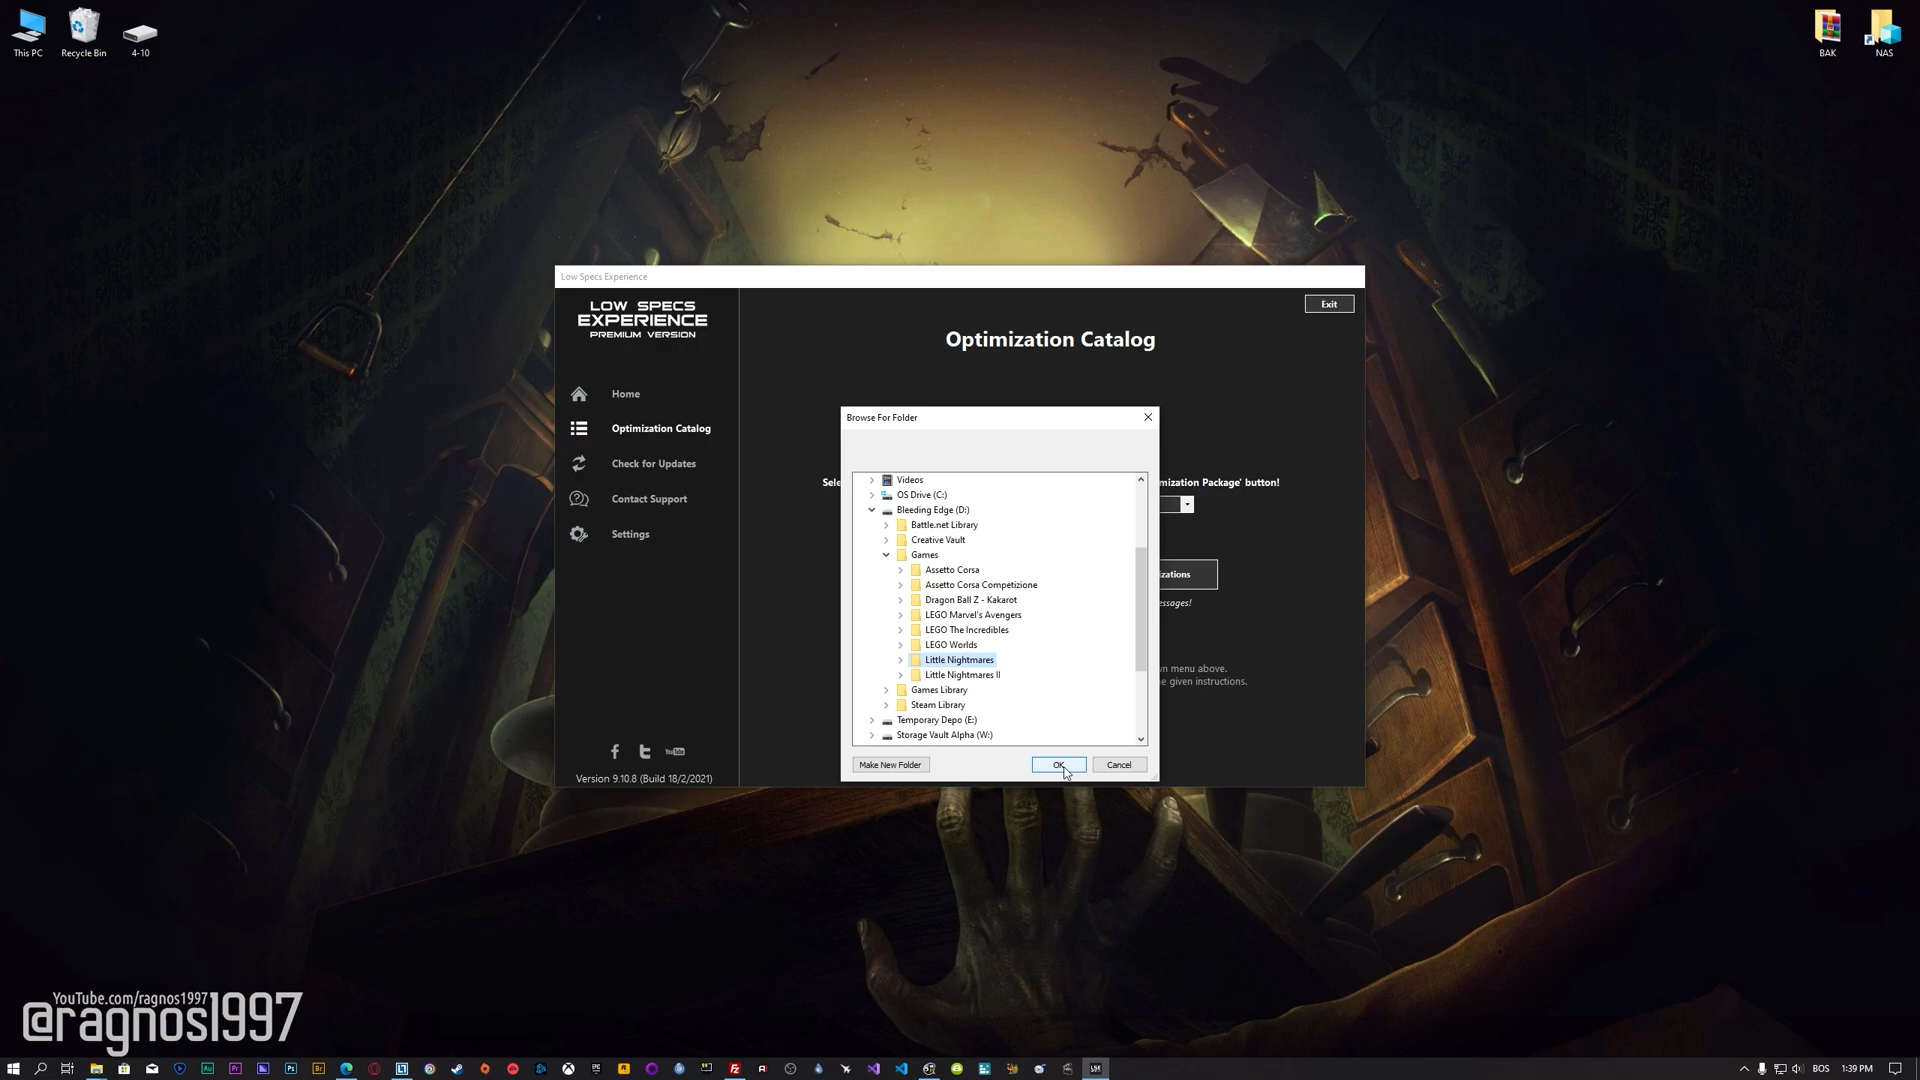 This PC
Recycle Bin
4-10
BAK
NAS
Low Specs Experience
LOW SPECS
EXPERIENCE
PREMIUM VERSION
Exit
Optimization Catalog
Home
Optimization Catalog
Check for Updates
Contact Support
Settings
Version 9.10.8 (Build 18/2/2021)
Sele
mization Package' button!
izations
essages!
n menu above.
e given instructions.
Browse For Folder
Videos
OS Drive (C:)
Bleeding Edge (D:)
Battle.net Library
Creative Vault
Games
Assetto Corsa
Assetto Corsa Competizione
Dragon Ball Z - Kakarot
LEGO Marvel's Avengers
LEGO The Incredibles
LEGO Worlds
Little Nightmares
Little Nightmares II
Games Library
Steam Library
Temporary Depo (E:)
Storage Vault Alpha (W:)
Make New Folder
OK
Cancel
YouTube.com/ragnos1997
@ragnos1997
BOS
1:39 PM